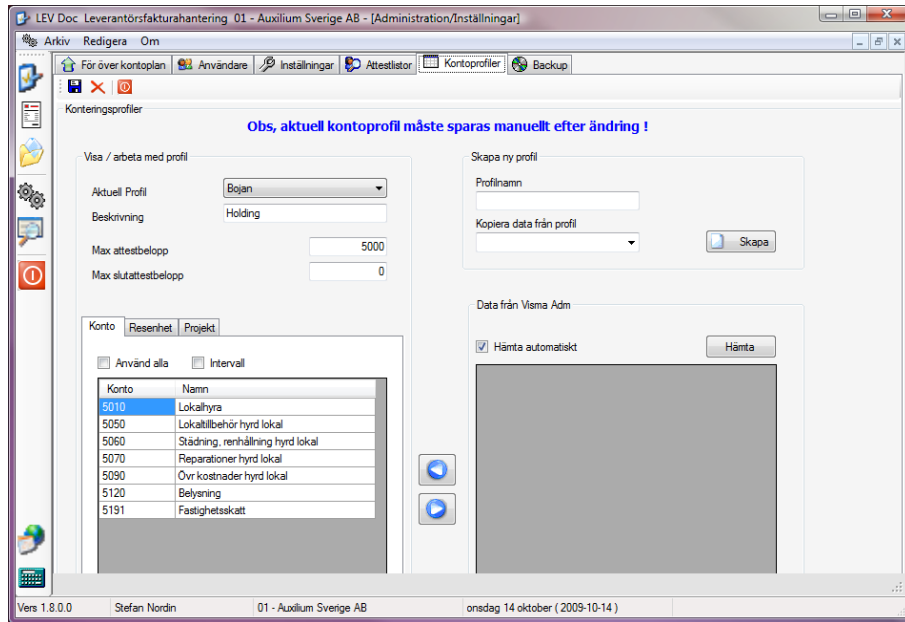 LEV Doc Leverantörsfakturahantering 01 - Auxilium Sverige AB - [Administration/Inställningar]
Arkiv Redigera Om
För över kontoplan Användare Inställningar Attestlistor Kontoprofiler Backup
Konteringsprofiler
Obs, aktuell kontoprofil måste sparas manuellt efter ändring !
Visa / arbeta med profil
Aktuell Profil Bojan
Beskrivning Holding
Max attestbelopp 5000
Max slutattestbelopp 0
Skapa ny profil
Profilnamn
Kopiera data från profil
Skapa
Konto Resenhet Projekt
Använd alla Intervall
Konto Namn
5010 Lokalhyra
5050 Lokaltillbehör hyrd lokal
5060 Städning, renhållning hyrd lokal
5070 Reparationer hyrd lokal
5090 Övr kostnader hyrd lokal
5120 Belysning
5191 Fastighetsskatt
Data från Visma Adm
Hämta automatiskt Hämta
Vers 1.8.0.0 Stefan Nordin 01 - Auxilium Sverige AB onsdag 14 oktober ( 2009-10-14 )